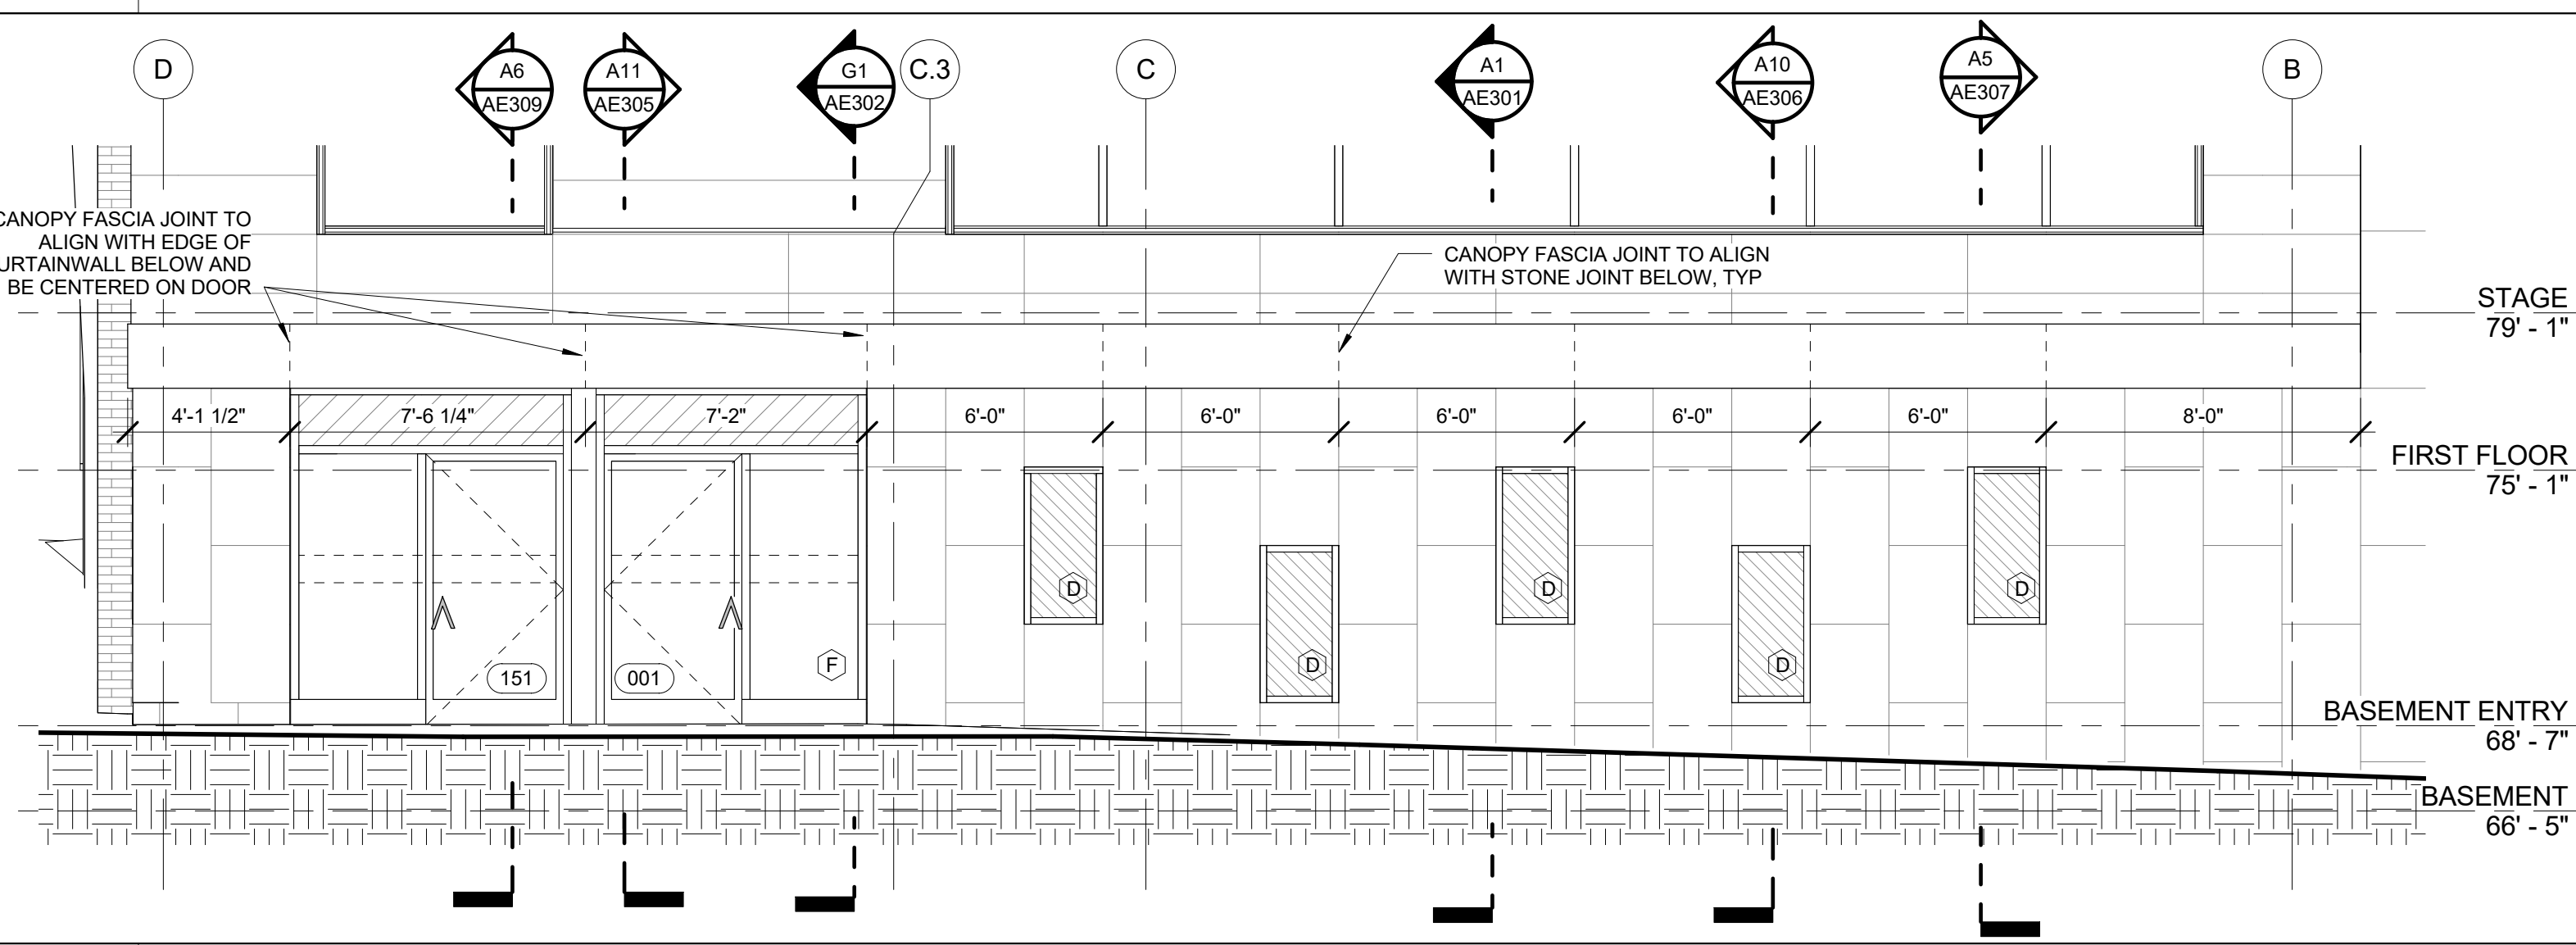 D
A6
AE309
A11
AE305
G1
AE302
C.3
C
A1
AE301
A10
AE306
A5
AE307
B
CANOPY FASCIA JOINT TO
ALIGN WITH EDGE OF
URTAINWALL BELOW AND
BE CENTERED ON DOOR
CANOPY FASCIA JOINT TO ALIGN
WITH STONE JOINT BELOW, TYP
STAGE
79' - 1"
4'-1 1/2"
7'-6 1/4"
7'-2"
6'-0"
6'-0"
6'-0"
6'-0"
6'-0"
8'-0"
FIRST FLOOR
75' - 1"
D
D
D
D
D
F
151
001
BASEMENT ENTRY
68' - 7"
BASEMENT
66' - 5"